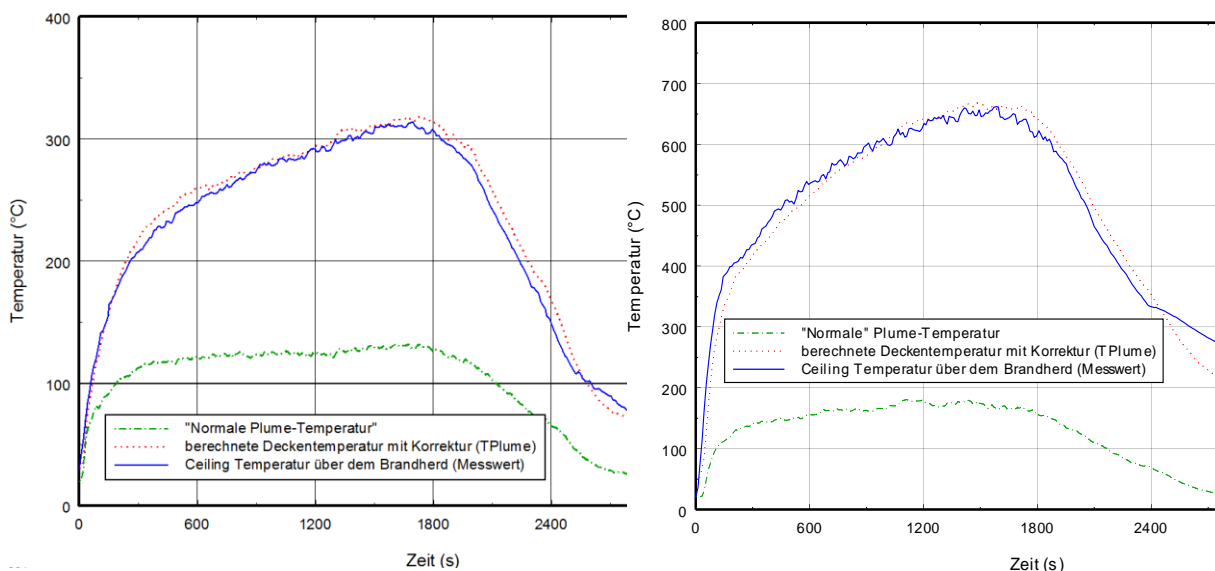 400
300
200
100
0
Temperatur (°C)
"Normale Plume-Temperatur"
berechnete Deckentemperatur mit Korrektur (TPlume)
Ceiling Temperatur über dem Brandherd (Messwert)
0 600 1200 1800 2400
Zeit (s)
800
700
600
500
400
300
200
100
0
Temperatur (°C)
"Normale" Plume-Temperatur
berechnete Deckentemperatur mit Korrektur (TPlume)
Ceiling Temperatur über dem Brandherd (Messwert)
0 600 1200 1800 2400
Zeit (s)